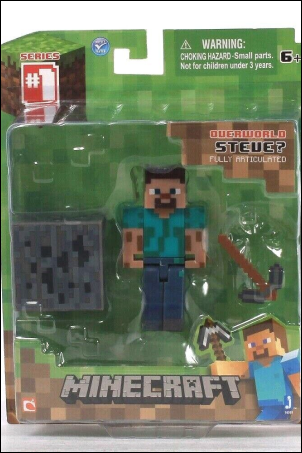 SERIES
#1
WARNING:
CHOKING HAZARD-Small parts.
Not for children under 3 years.
6+
OVERWORLD
STEVE?
FULLY ARTICULATED
MINECRAFT